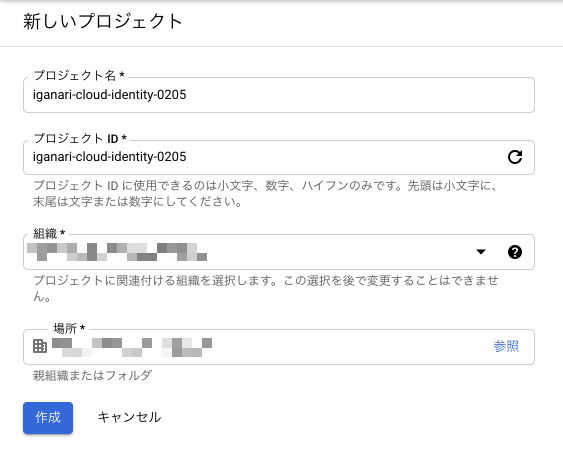 新しいプロジェクト
プロジェクト名 *
iganari-cloud-identity-0205
プロジェクト ID *
iganari-cloud-identity-0205
プロジェクト ID に使用できるのは小文字、数字、ハイフンのみです。先頭は小文字に、
末尾は文字または数字にしてください。
組織 *
プロジェクトに関連付ける組織を選択します。この選択を後で変更することはできませ
ん。
場所 *
参照
親組織またはフォルダ
作成 キャンセル